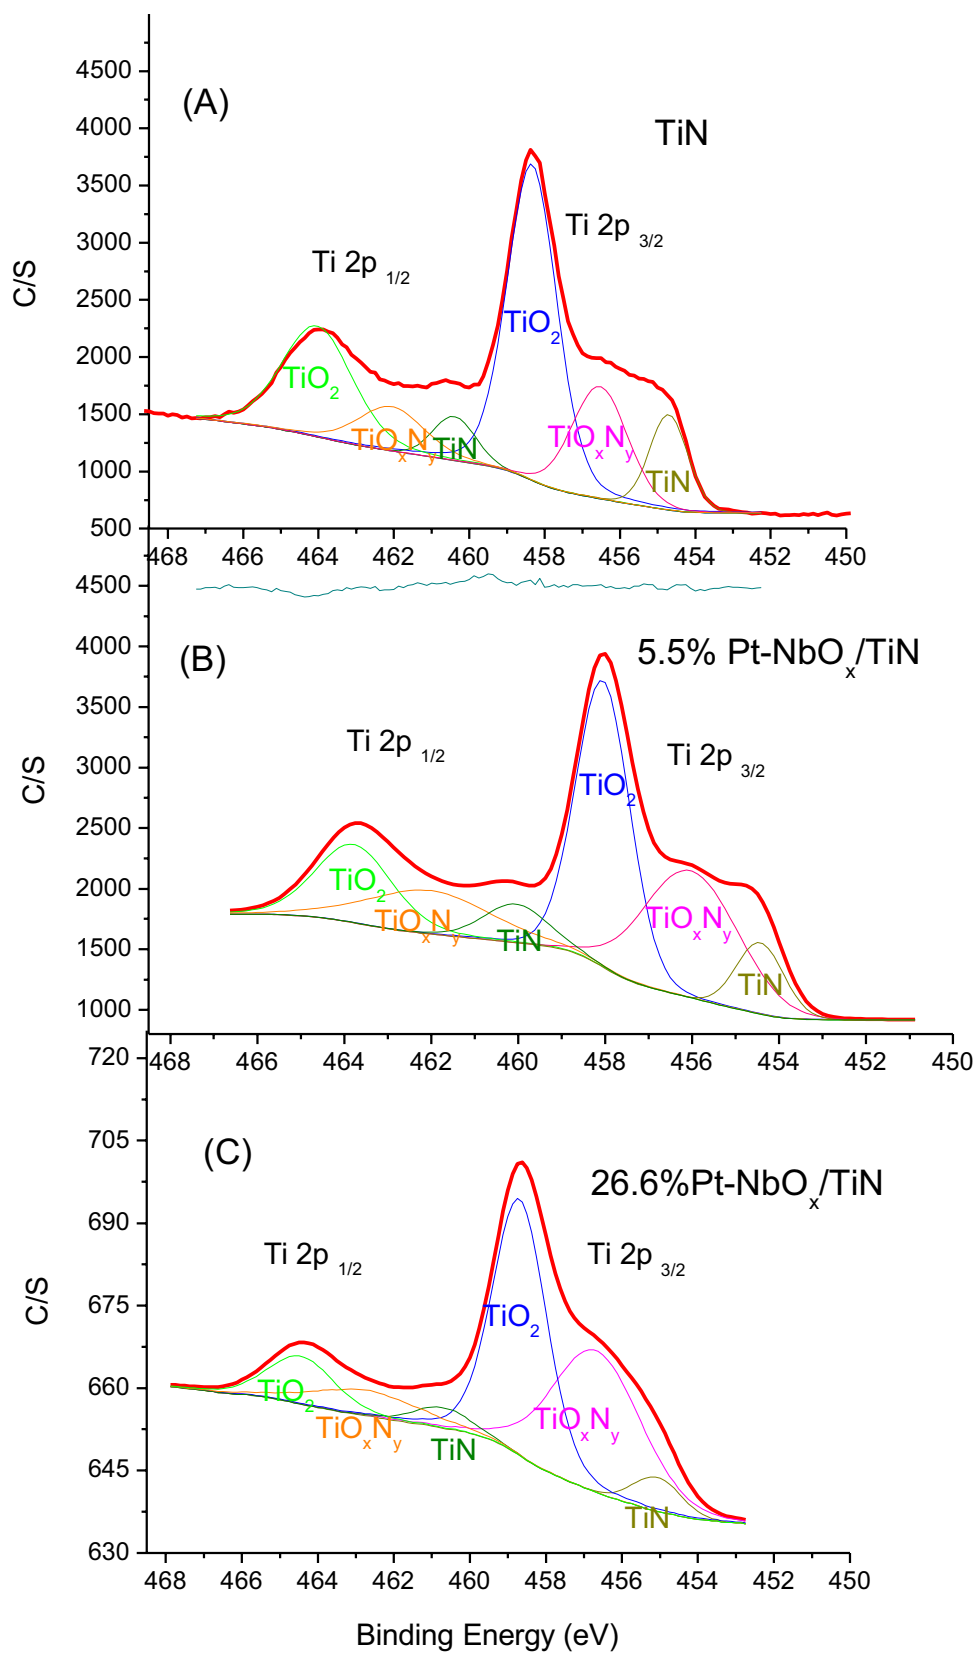 4500
(A)
TiN
4000
3500
3000
Ti 2p 3/2
Ti 2p 1/2
C/S
2500
TiO2
2000
TiO2
1500
TiOxNy
TiN
TiOxNy
TiN
1000
500
468 466 464 462 460 458 456 454 452 450
4500
(B)
5.5% Pt-NbOx/TiN
4000
3500
Ti 2p 1/2
Ti 2p 3/2
C/S
3000
TiO2
2500
2000
TiO2
TiOxNy
TiOxNy
1500
TiN
TiN
1000
468 466 464 462 460 458 456 454 452 450
720
705
(C)
26.6%Pt-NbOx/TiN
690
Ti 2p 1/2
Ti 2p 3/2
C/S
675
TiO2
660
TiO2
TiOxNy
TiOxNy
TiN
645
TiN
630
468 466 464 462 460 458 456 454 452 450
Binding Energy (eV)